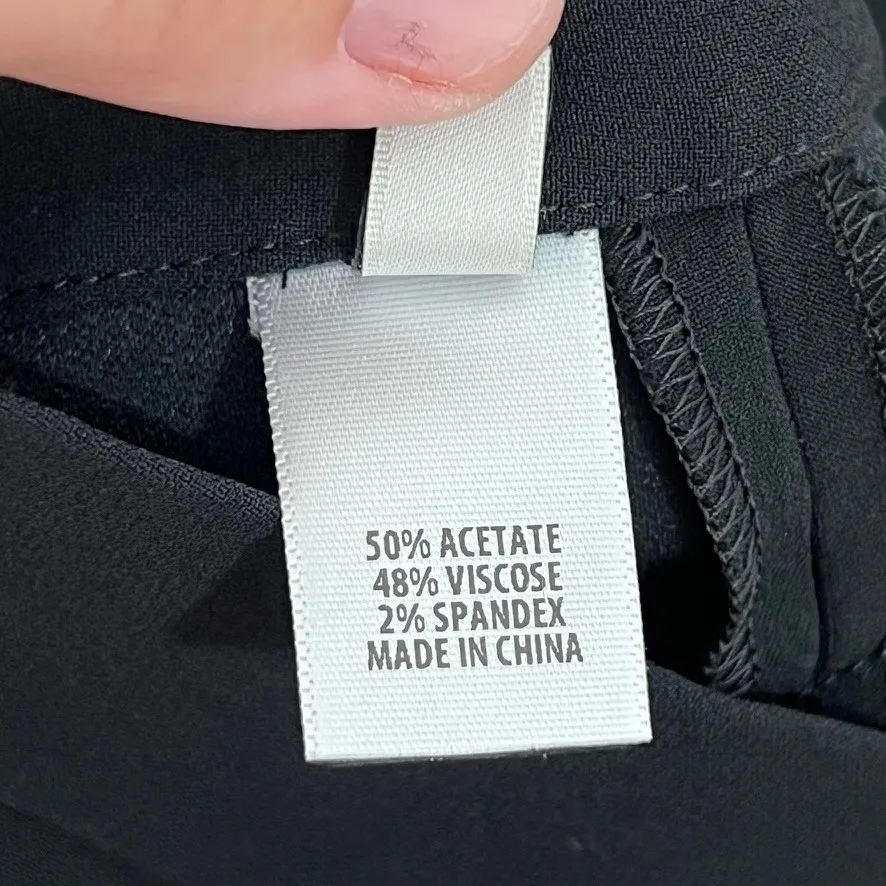 50% ACETATE
48% VISCOSE
2% SPANDEX
MADE IN CHINA